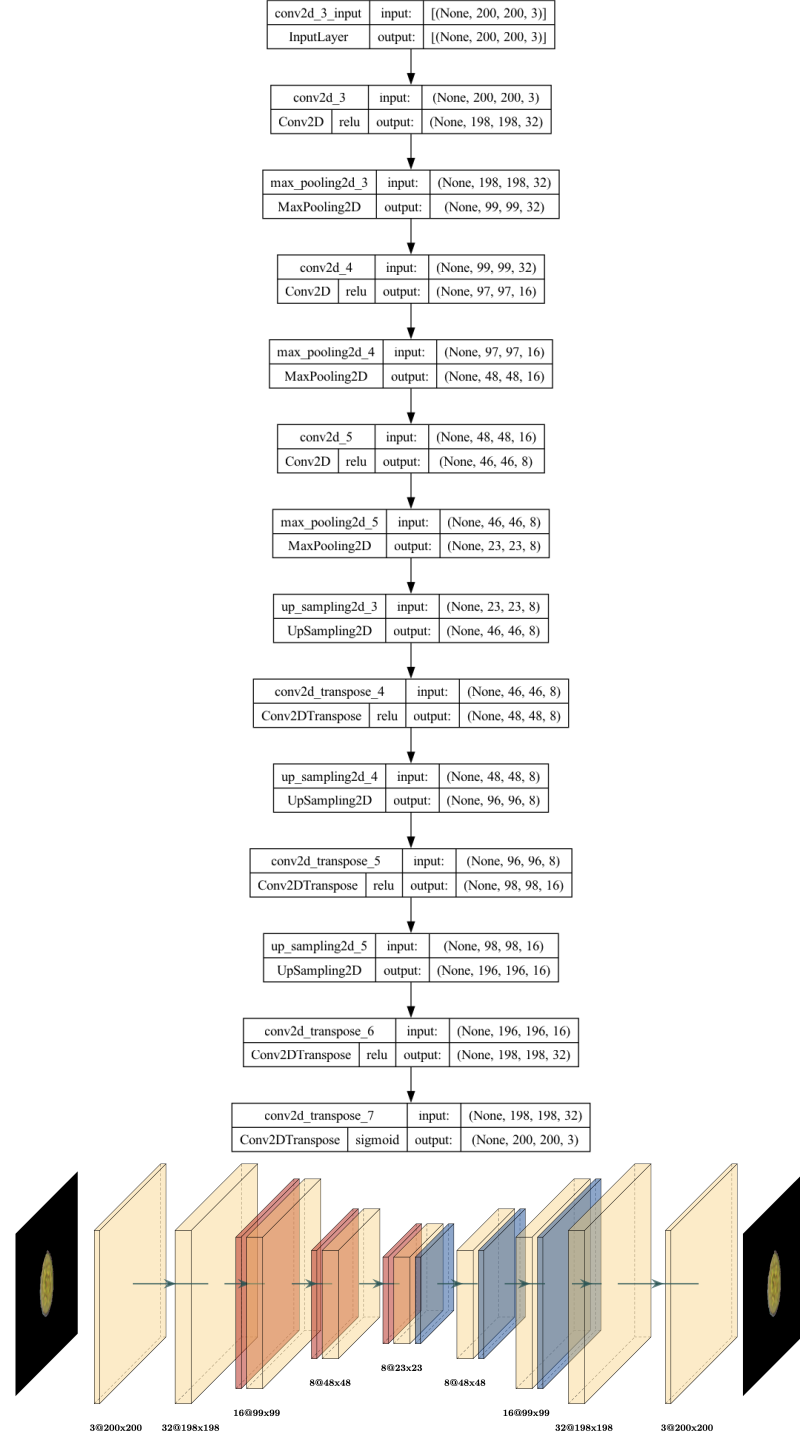 conv2d_3_input input: [(None, 200, 200, 3)]
InputLayer output: [(None, 200, 200, 3)]
conv2d_3 input: (None, 200, 200, 3)
Conv2D relu output: (None, 198, 198, 32)
max_pooling2d_3 input: (None, 198, 198, 32)
MaxPooling2D output: (None, 99, 99, 32)
conv2d_4 input: (None, 99, 99, 32)
Conv2D relu output: (None, 97, 97, 16)
max_pooling2d_4 input: (None, 97, 97, 16)
MaxPooling2D output: (None, 48, 48, 16)
conv2d_5 input: (None, 48, 48, 16)
Conv2D relu output: (None, 46, 46, 8)
max_pooling2d_5 input: (None, 46, 46, 8)
MaxPooling2D output: (None, 23, 23, 8)
up_sampling2d_3 input: (None, 23, 23, 8)
UpSampling2D output: (None, 46, 46, 8)
conv2d_transpose_4 input: (None, 46, 46, 8)
Conv2DTranspose relu output: (None, 48, 48, 8)
up_sampling2d_4 input: (None, 48, 48, 8)
UpSampling2D output: (None, 96, 96, 8)
conv2d_transpose_5 input: (None, 96, 96, 8)
Conv2DTranspose relu output: (None, 98, 98, 16)
up_sampling2d_5 input: (None, 98, 98, 16)
UpSampling2D output: (None, 196, 196, 16)
conv2d_transpose_6 input: (None, 196, 196, 16)
Conv2DTranspose relu output: (None, 198, 198, 32)
conv2d_transpose_7 input: (None, 198, 198, 32)
Conv2DTranspose sigmoid output: (None, 200, 200, 3)
3@200x200
32@198x198
16@99x99
8@48x48
8@23x23
8@48x48
16@99x99
32@198x198
3@200x200